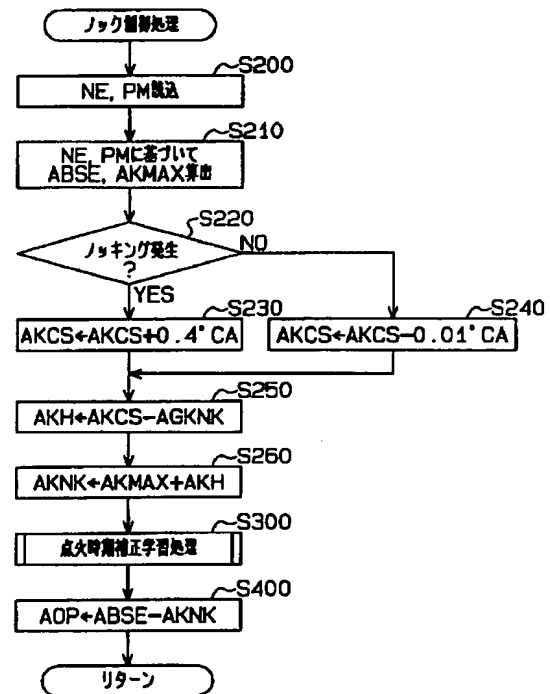 ノック制御処理
S200
NE, PM読込
S210
NE, PMに基づいて
ABSE, AKMAX算出
S220
ノッキング発生
?
NO
YES
S230
AKCS←AKCS+0.4°CA
S240
AKCS←AKCS−0.01°CA
S250
AKH←AKCS−AGKNK
S260
AKNK←AKMAX+AKH
S300
点火時期補正学習処理
S400
AOP←ABSE−AKNK
リターン